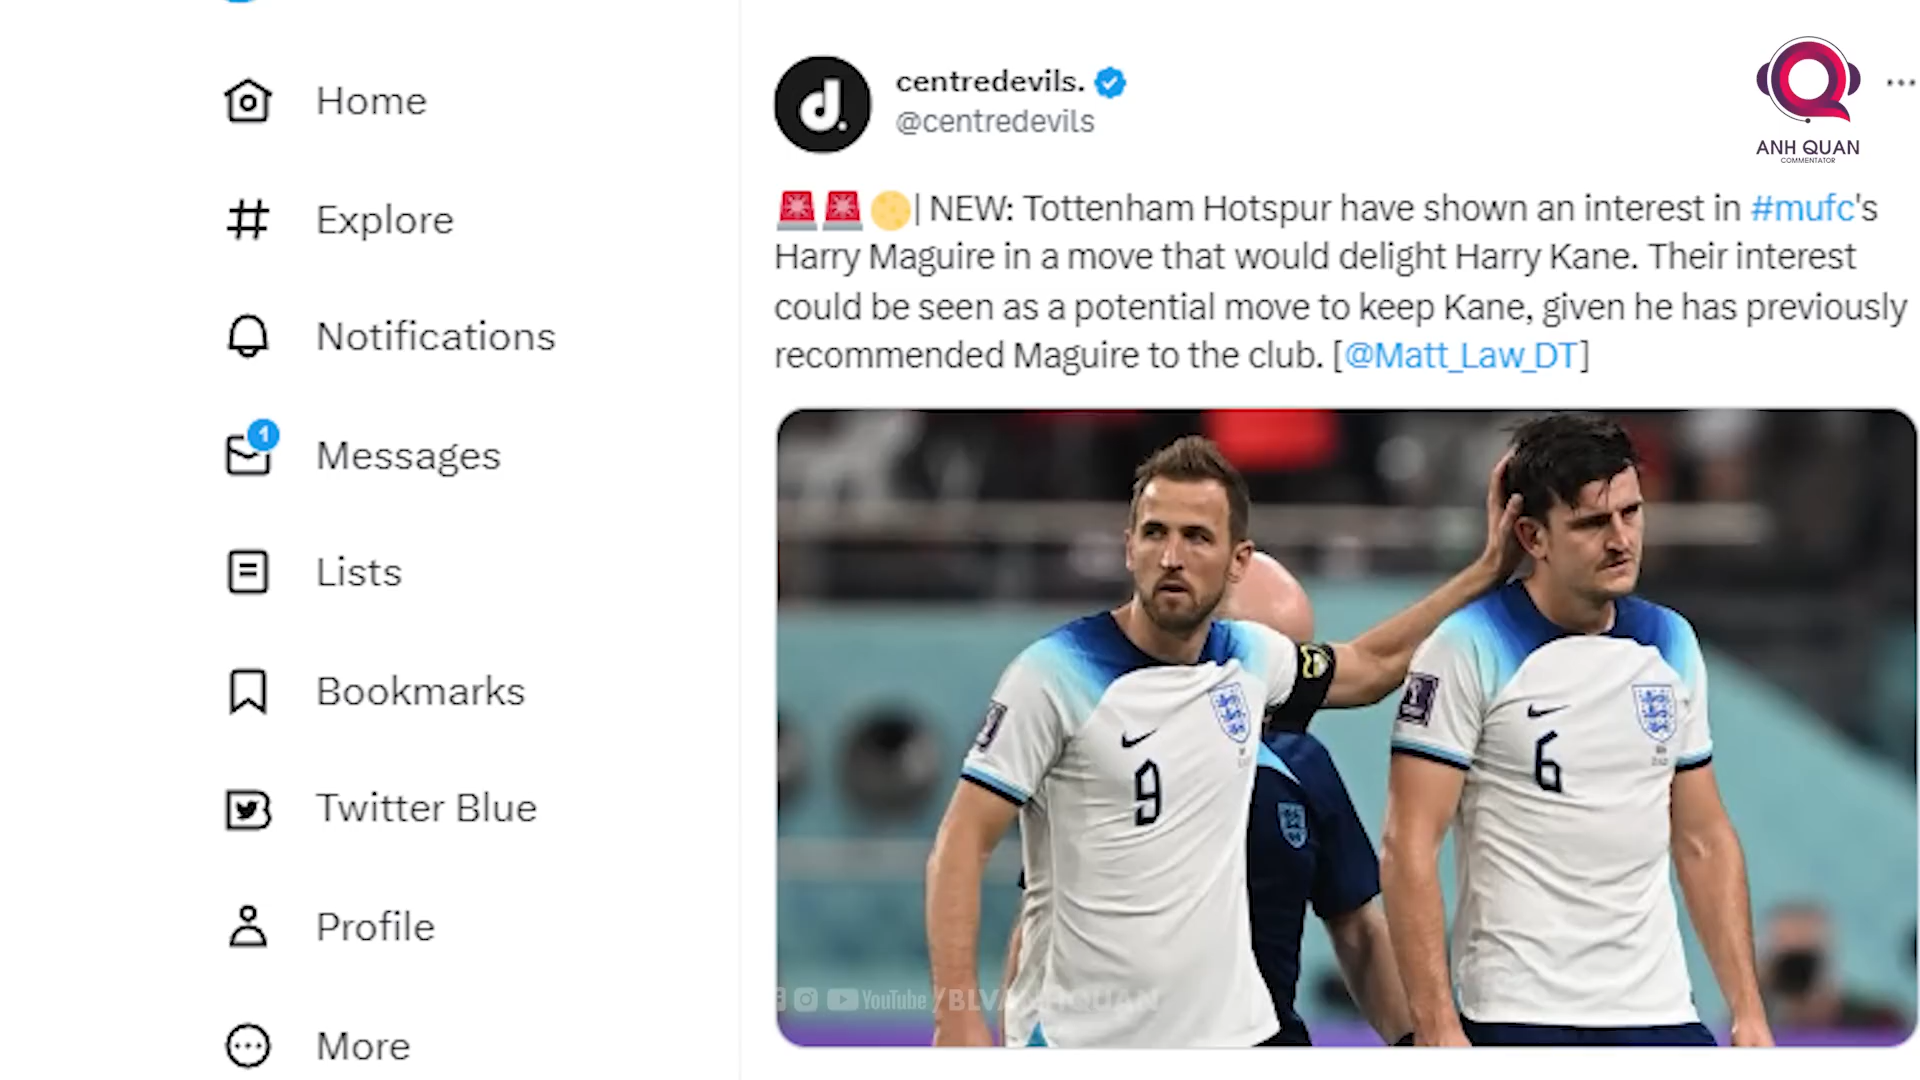 Home
Explore
Notifications
1
Messages
Lists
Bookmarks
Twitter Blue
Profile
More
centredevils.
@centredevils
ANH QUAN
COMMENTATOR
| NEW: Tottenham Hotspur have shown an interest in #mufc's
Harry Maguire in a move that would delight Harry Kane. Their interest
could be seen as a potential move to keep Kane, given he has previously
recommended Maguire to the club. [@Matt_Law_DT]
9
6
YouTube /BLVANHQUAN